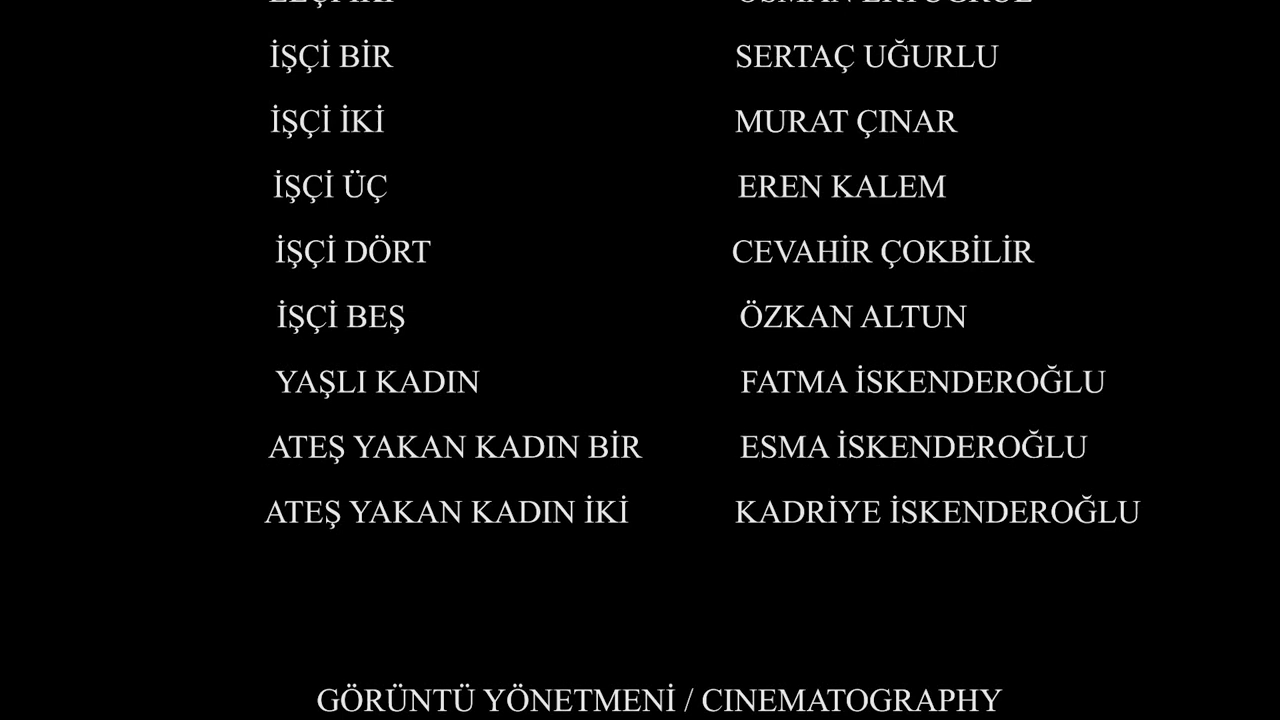 İŞÇİ BİR SERTAÇ UĞURLU
İŞÇİ İKİ MURAT ÇINAR
İŞÇİ ÜÇ EREN KALEM
İŞÇİ DÖRT CEVAHİR ÇOKBİLİR
İŞÇİ BEŞ ÖZKAN ALTUN
YAŞLI KADIN FATMA İSKENDEROĞLU
ATEŞ YAKAN KADIN BİR ESMA İSKENDEROĞLU
ATEŞ YAKAN KADIN İKİ KADRİYE İSKENDEROĞLU
GÖRÜNTÜ YÖNETMENİ / CINEMATOGRAPHY